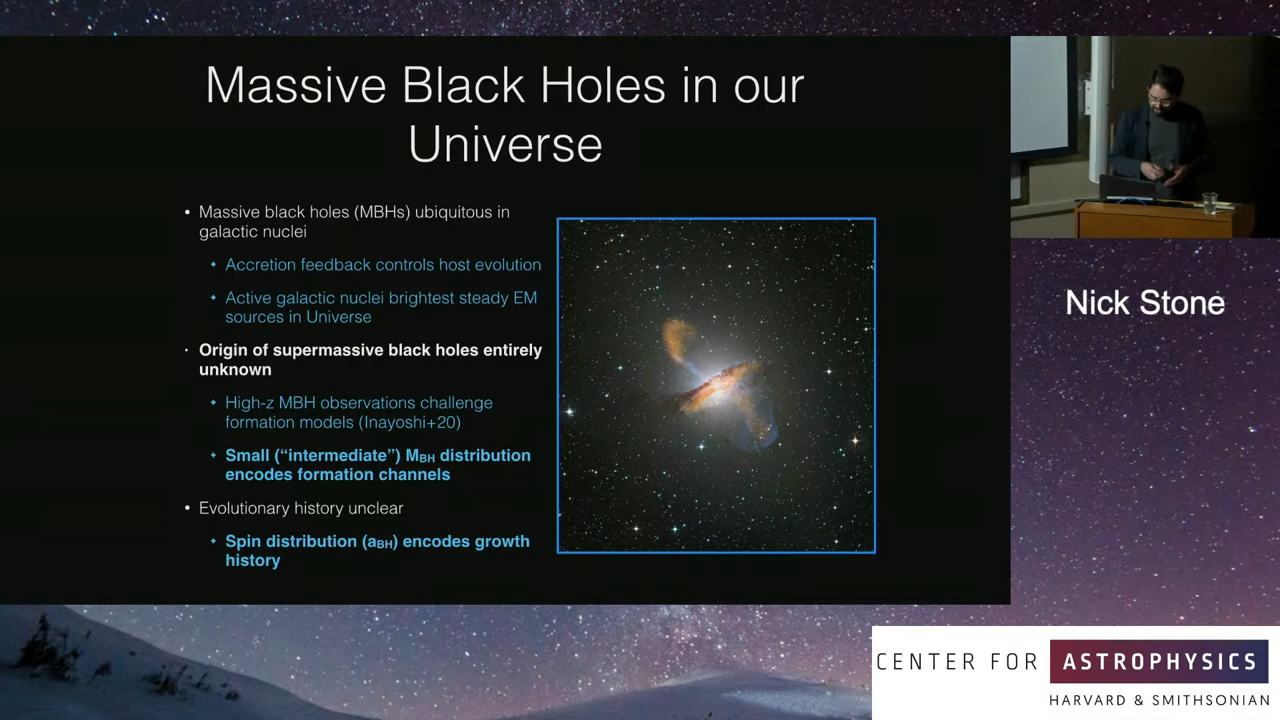 Massive Black Holes in our
Universe
• Massive black holes (MBHs) ubiquitous in
galactic nuclei
✦ Accretion feedback controls host evolution
✦ Active galactic nuclei brightest steady EM
sources in Universe
· Origin of supermassive black holes entirely
unknown
✦ High-z MBH observations challenge
formation models (Inayoshi+20)
✦ Small (“intermediate”) MBH distribution
encodes formation channels
• Evolutionary history unclear
✦ Spin distribution (aBH) encodes growth
history
Nick Stone
CENTER FOR ASTROPHYSICS
HARVARD & SMITHSONIAN